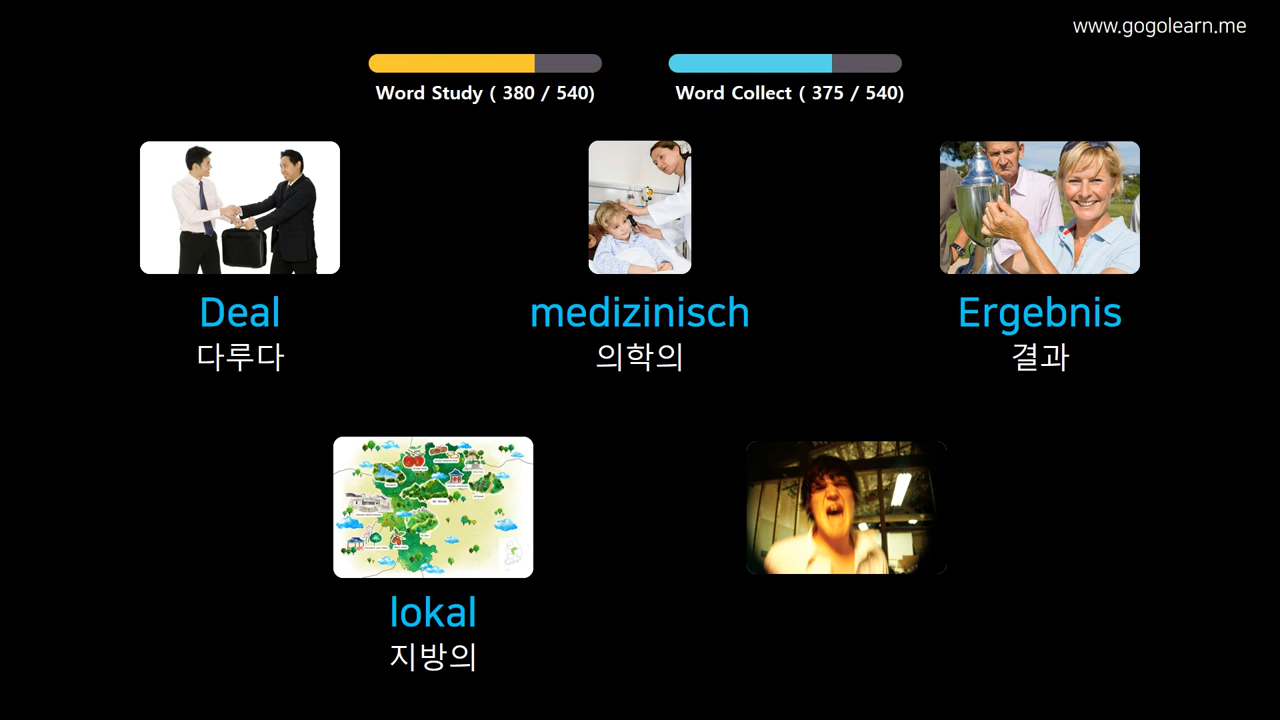 www.gogolearn.me
Word Study ( 380 / 540)
Word Collect ( 375 / 540)
Deal
다루다
medizinisch
의학의
Ergebnis
결과
lokal
지방의